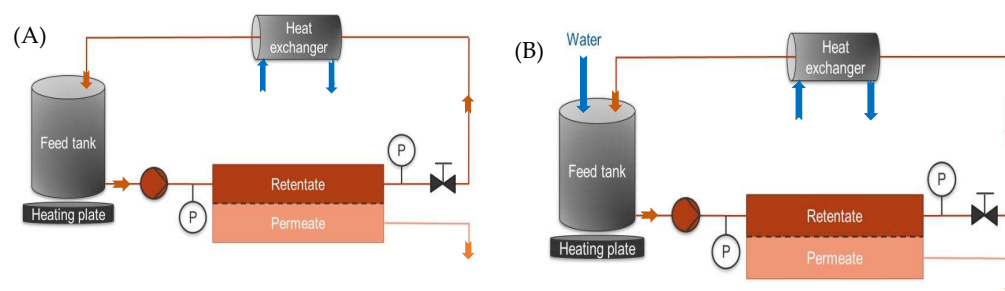 (A)
Heat
exchanger
Feed tank
P
Retentate
Heating plate
P
Permeate
(B)
Water
Heat
exchanger
Feed tank
P
Retentate
Heating plate
P
Permeate